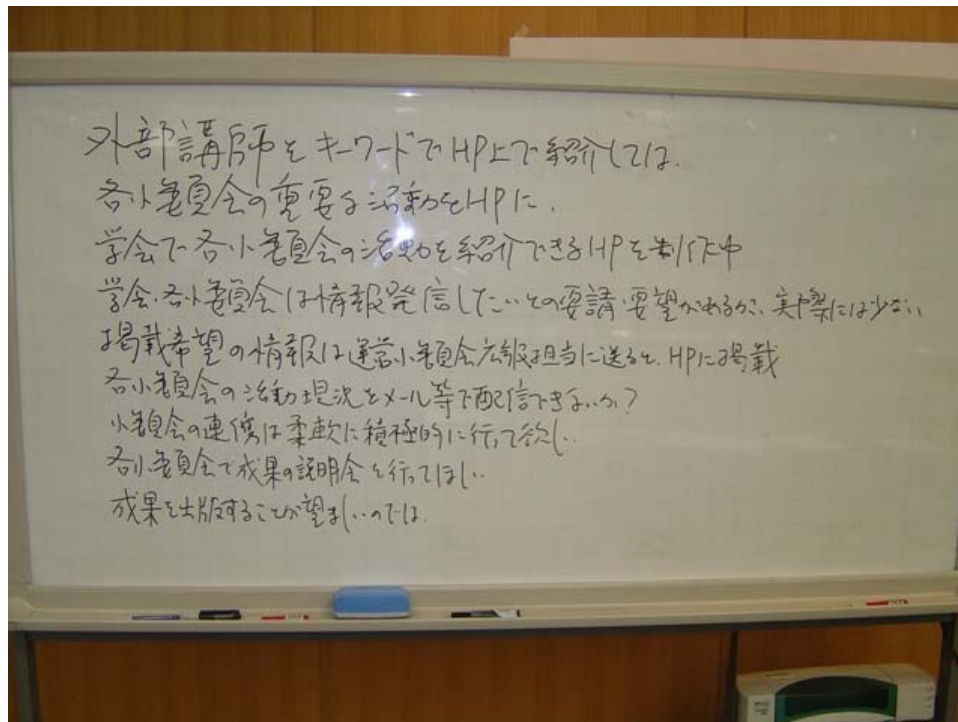 外部講師をキーワードでHP上で紹介しては.
各小委員会の重要な活動をHPに.
学会で各小委員会の活動を紹介できるHPを制作中
学会、各小委員会は情報発信したいとの要請・要望があるが、実際には少ない
掲載希望の情報は運営小委員会広報担当に送ると、HPに掲載
各小委員会の活動現況をメール等で配信できないか?
小委員会の連携は柔軟に積極的に行って欲しい.
各小委員会で成果の説明会を行ってほしい.
成果を出版することが望ましいのでは.